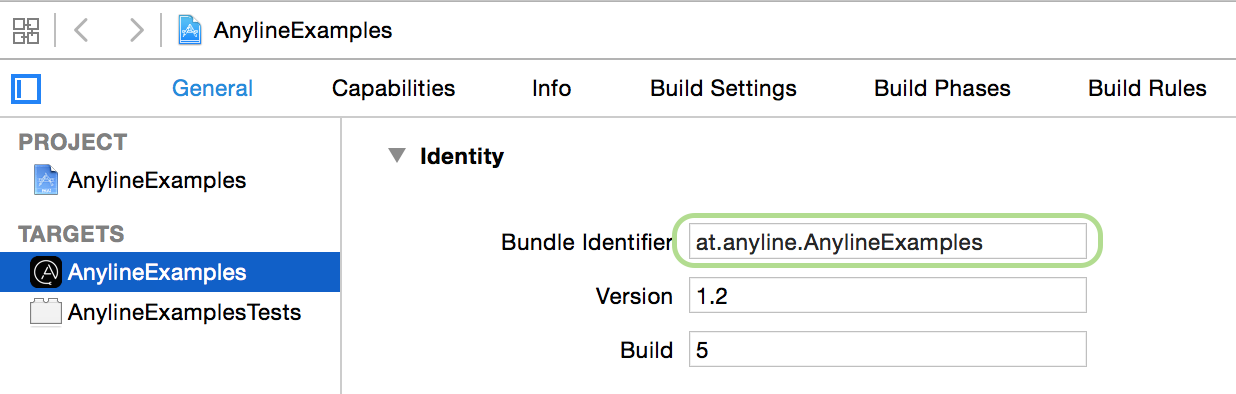 AnylineExamples
General Capabilities Info Build Settings Build Phases Build Rules
PROJECT
AnylineExamples
TARGETS
AnylineExamples
AnylineExamplesTests
Identity
Bundle Identifier at.anyline.AnylineExamples
Version 1.2
Build 5